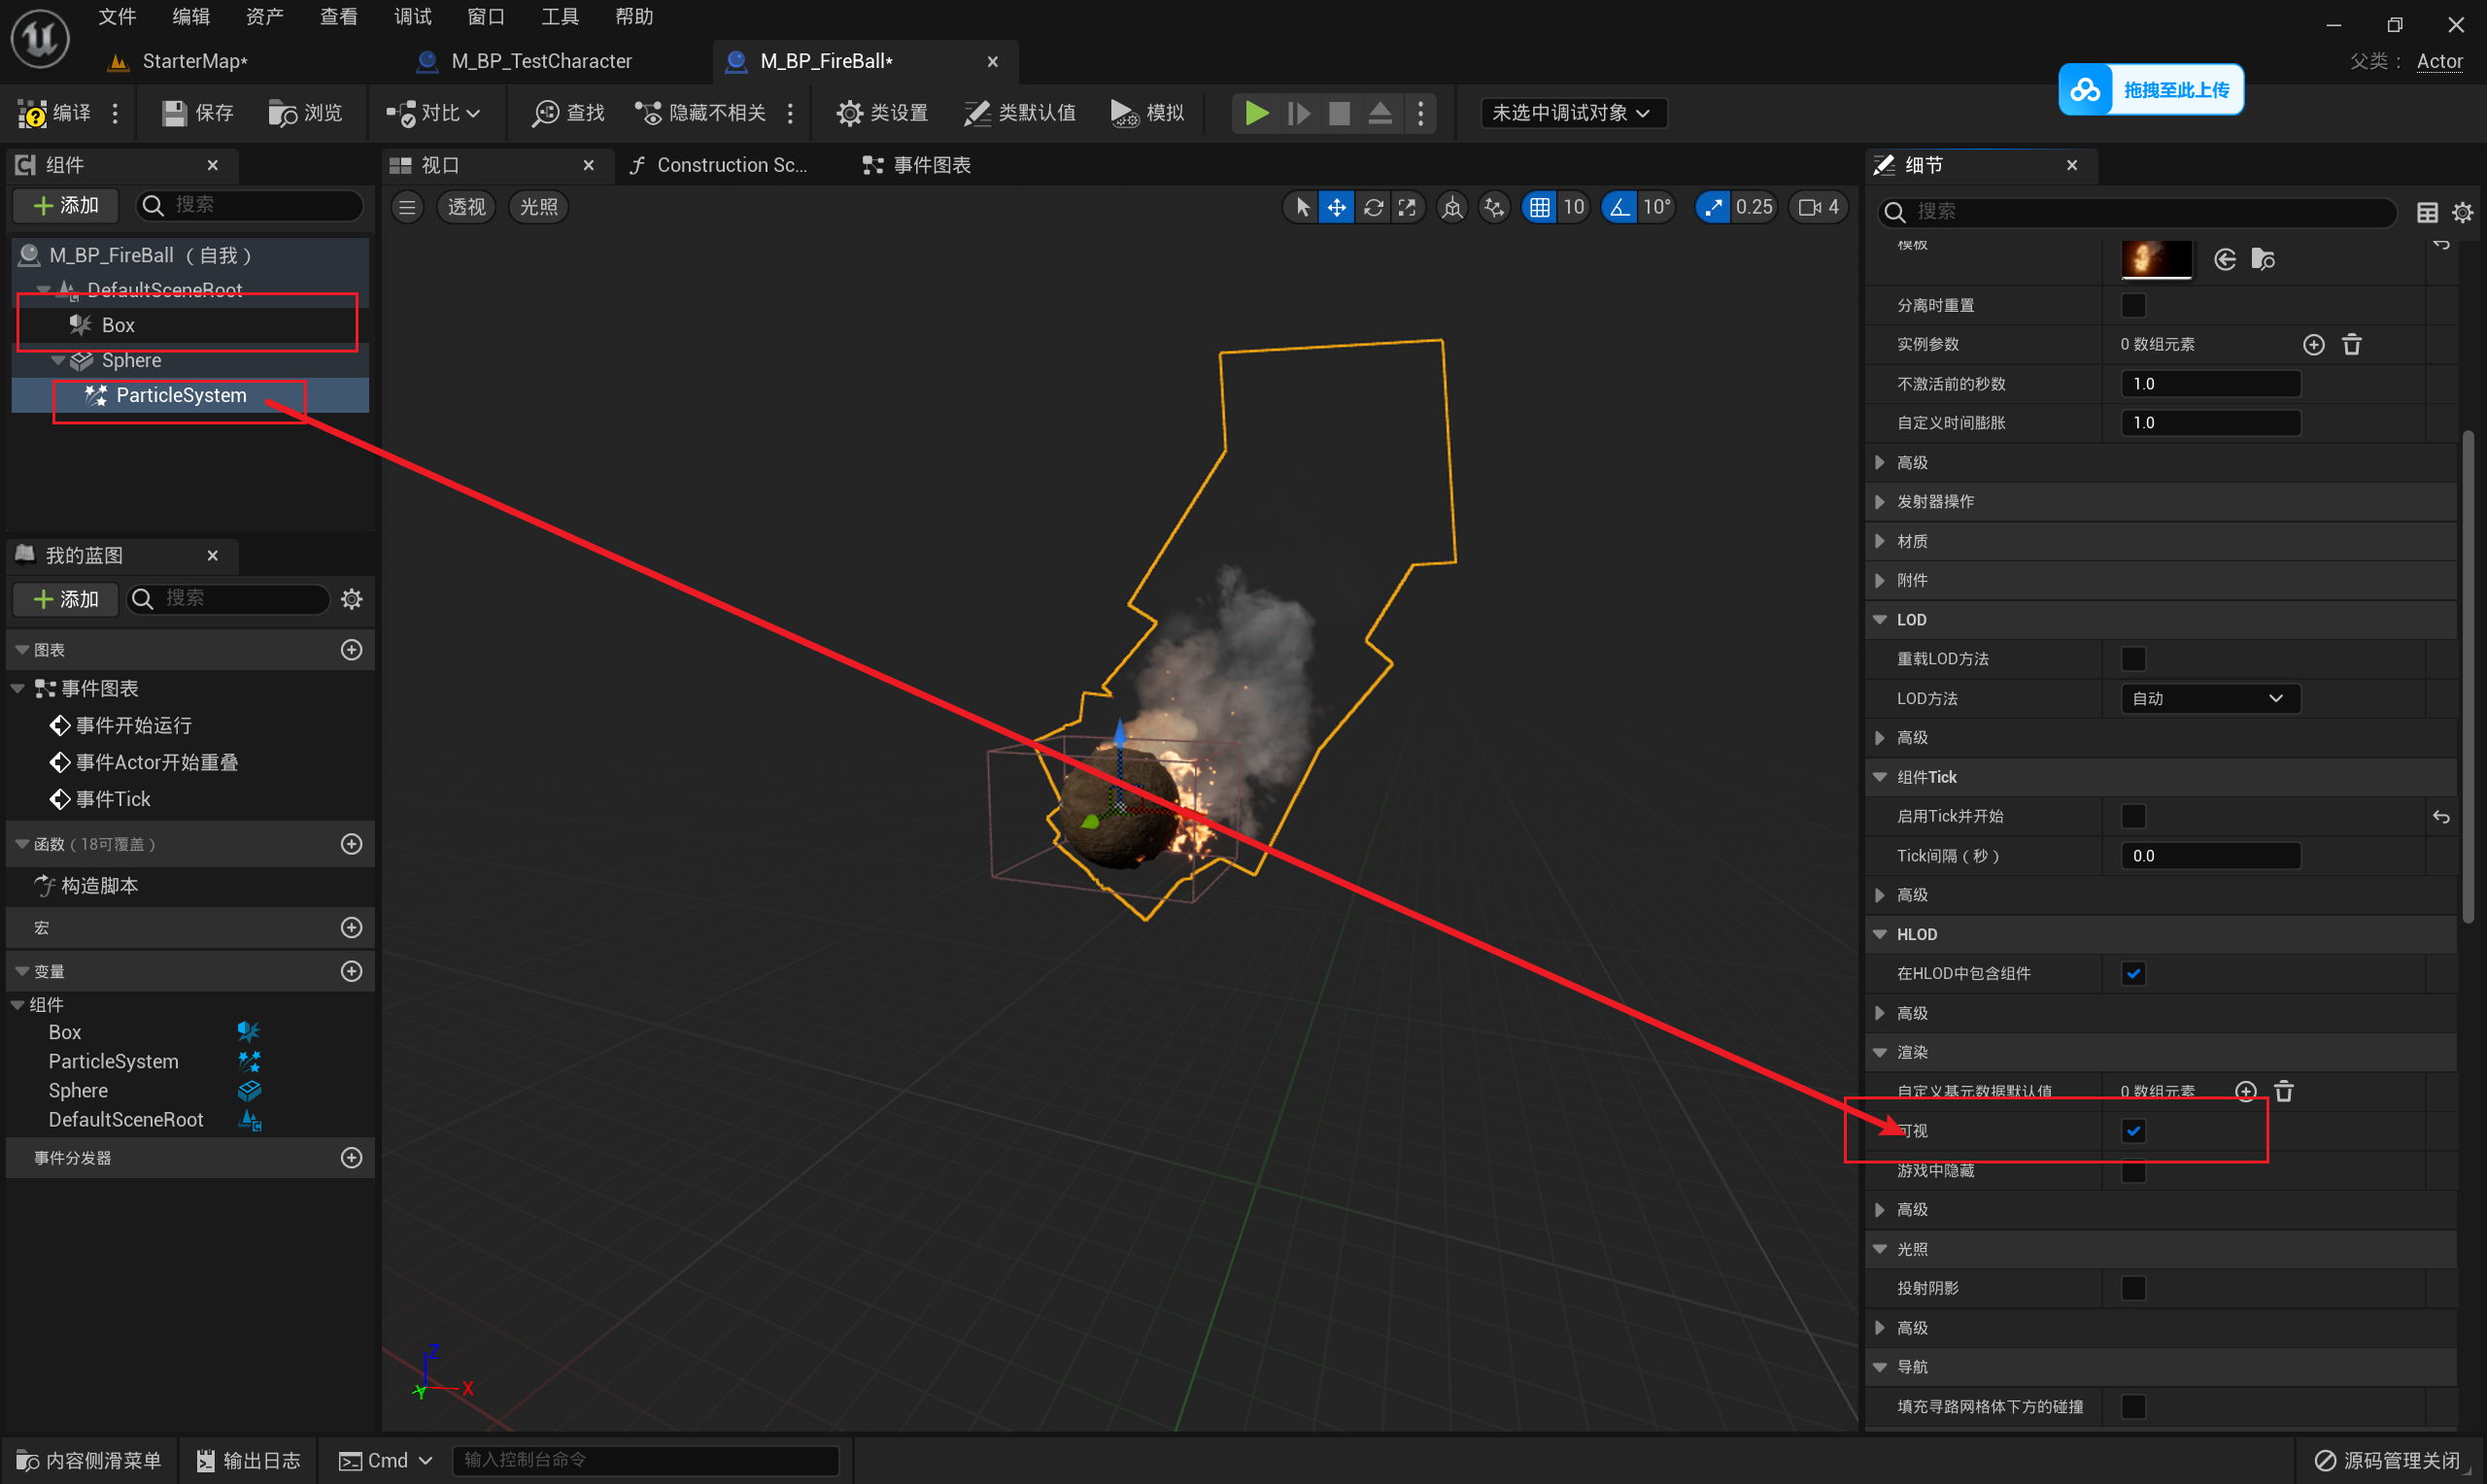 文件 编辑 资产 查看 调试 窗口 工具 帮助
StarterMap* M_BP_TestCharacter M_BP_FireBall*
父类： Actor
拖拽至此上传
编译 保存 浏览 对比 查找 隐藏不相关 类设置 类默认值 模拟 未选中调试对象
组件
添加 搜索
M_BP_FireBall （自我）
DefaultSceneRoot
Box
Sphere
ParticleSystem
我的蓝图
添加 搜索
图表
事件图表
事件开始运行
事件Actor开始重叠
事件Tick
函数（18可覆盖）
构造脚本
宏
变量
组件
Box
ParticleSystem
Sphere
DefaultSceneRoot
事件分发器
视口 Construction Sc... 事件图表
透视 光照 10 10° 0.25 4
Z
X
Y
细节
搜索
模板
分离时重置
实例参数 0 数组元素
不激活前的秒数 1.0
自定义时间膨胀 1.0
高级
发射器操作
材质
附件
LOD
重载LOD方法
LOD方法 自动
高级
组件Tick
启用Tick并开始
Tick间隔（秒） 0.0
高级
HLOD
在HLOD中包含组件
高级
渲染
自定义基元数据默认值 0 数组元素
可视
游戏中隐藏
高级
光照
投射阴影
高级
导航
填充寻路网格体下方的碰撞
内容侧滑菜单 输出日志 Cmd 输入控制台命令 源码管理关闭